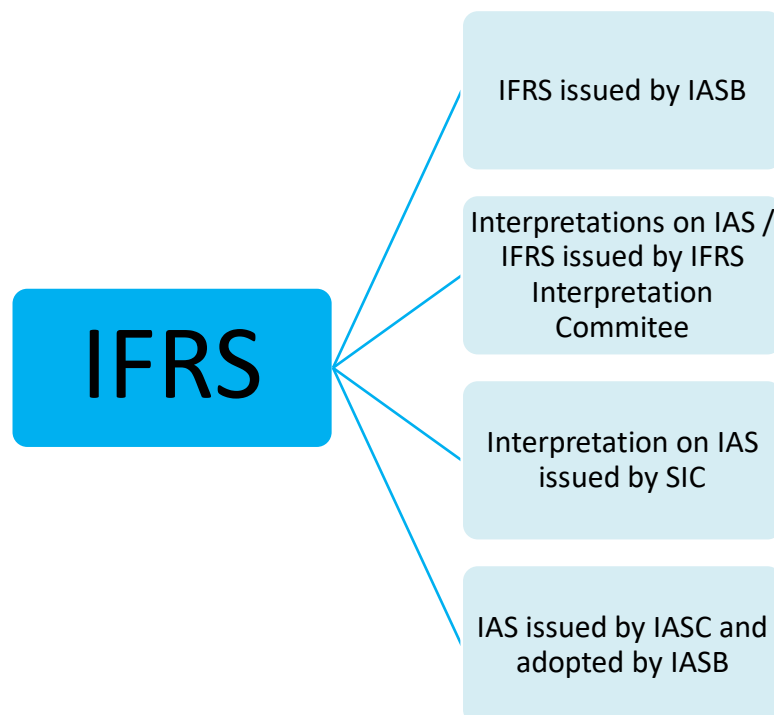 IFRS
IFRS issued by IASB
Interpretations on IAS /
IFRS issued by IFRS
Interpretation
Commitee
Interpretation on IAS
issued by SIC
IAS issued by IASC and
adopted by IASB